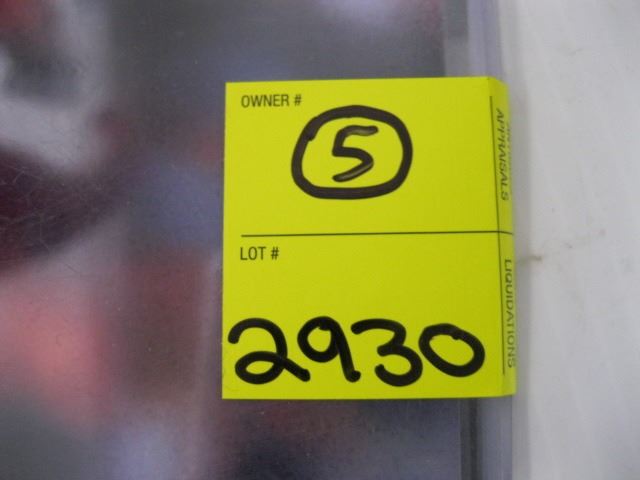 OWNER #
5
LOT #
2930
APPRAISALS
LIQUIDATIONS